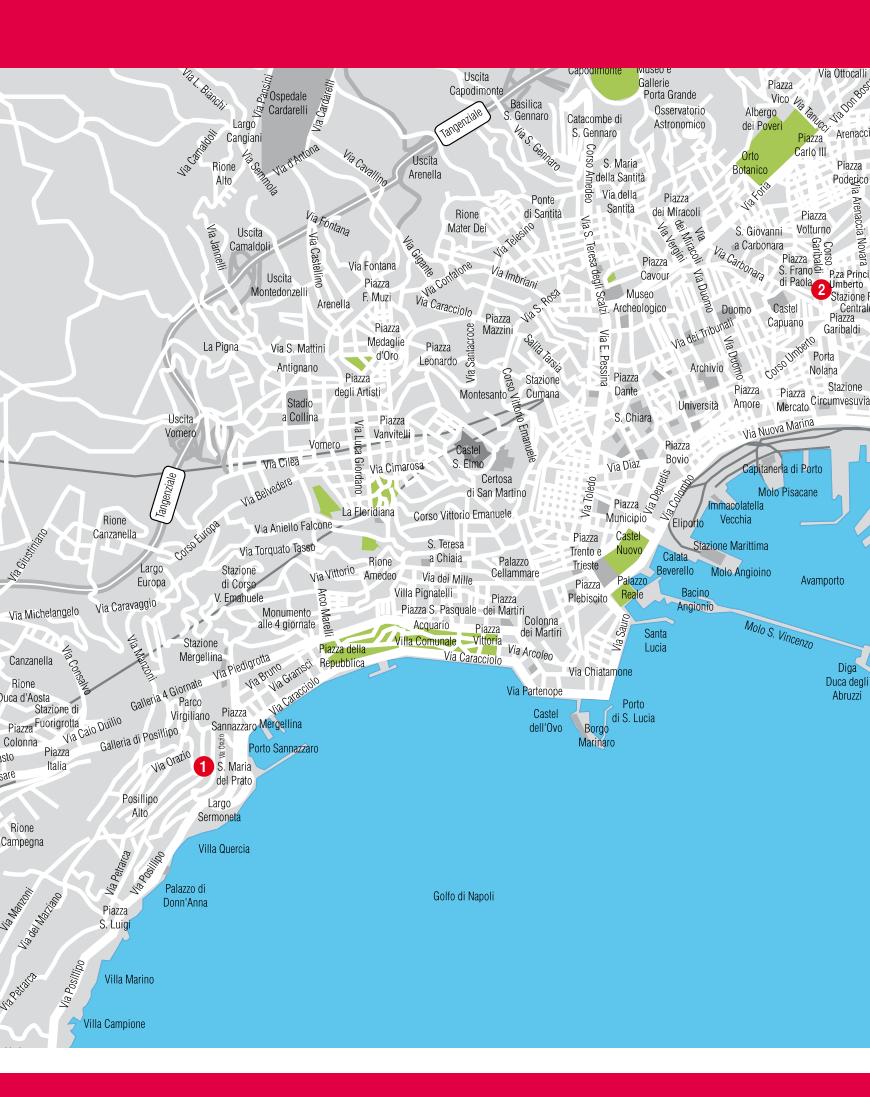 Capodimonte
Museo e
Gallerie
Porta Grande
Via Ottocalli
Uscita
Capodimonte
Via L. Bianchi
Via Pansini
Ospedale
Cardarelli
Via Cardarelli
Piazza
Vico
Via Tanucci
Via Don Bosc
Basilica
S. Gennaro
Tangenziale
Osservatorio
Astronomico
Albergo
dei Poveri
Largo
Cangiani
Catacombe di
S. Gennaro
Arenacci
Via Camaldoli
Via Semmola
Via d'Antona
Via Cavallino
Via S. Gennaro
Piazza
Carlo III
Uscita
Arenella
Corso Amedeo
S. Maria
della Santità
Orto
Botanico
Piazza
Poderico
Rione
Alto
Via della
Santità
Via Foria
Via Arenaccia Novara
Ponte
di Santità
Piazza
dei Miracoli
Rione
Mater Dei
Via Fontana
Piazza
Volturno
Uscita
Camaldoli
Via Jannelli
Via Castellino
Via Gigante
Via Telesino
Via S. Teresa degli Scalzi
Via Vergini
Via
dei Miracoli
S. Giovanni
a Carbonara
Corso
Garibaldi
Via Carbonara
Via Fontana
Via Confalone
Via Imbriani
Piazza
Cavour
Piazza
S. Frano
di Paola
P.za Princi
Umberto
Uscita
Montedonzelli
Piazza
F. Muzi
2
Arenella
Via Caracciolo
Via S. Rosa
Museo
Archeologico
Via Duomo
Duomo
Castel
Capuano
Stazione F
Centrale
Piazza
Garibaldi
Piazza
Mazzini
Piazza
Medaglie
d'Oro
Via dei Tribunali
La Pigna
Via S. Mattini
Piazza
Leonardo
Via Santacroce
Salita Tarsia
Via E. Pessina
Via Duomo
Corso Umberto
Porta
Nolana
Antignano
Archivio
Piazza
degli Artisti
Corso Vittorio Emanuele
Stazione
Cumana
Piazza
Dante
Montesanto
Piazza
Amore
Piazza
Mercato
Stazione
Circumvesuvia
Stadio
a Collina
Università
S. Chiara
Uscita
Vomero
Piazza
Vanvitelli
Via Nuova Marina
Vomero
Via Luca Giordano
Castel
S. Elmo
Piazza
Bovio
Via Cilea
Via Cimarosa
Via Diaz
Capitaneria di Porto
Tangenziale
Via Belvedere
Certosa
di San Martino
Via Toledo
Via Depretis
Via Colombo
Molo Pisacane
La Floridiana
Immacolatella
Vecchia
Rione
Canzanella
Corso Vittorio Emanuele
Piazza
Municipio
Eliporto
Via Giustiniano
Corso Europa
Via Aniello Falcone
Piazza
Trento e
Trieste
Castel
Nuovo
Via Torquato Tasso
S. Teresa
a Chiaia
Stazione Marittima
Calata
Beverello
Molo Angioino
Largo
Europa
Stazione
di Corso
V. Emanuele
Via Vittorio
Rione
Amedeo
Palazzo
Cellammare
Via dei Mille
Palazzo
Reale
Avamporto
Piazza
Plebiscito
Bacino
Angionio
Via Michelangelo
Via Caravaggio
Arco Marelli
Villa Pignatelli
Piazza
dei Martiri
Monumento
alle 4 giornate
Piazza S. Pasquale
Acquario
Colonna
dei Martiri
Piazza
Vittoria
Via Sauro
Santa
Lucia
Molo S. Vincenzo
Via Manzoni
Stazione
Mergellina
Piazza della
Repubblica
Villa Comunale
Via Caracciolo
Via Arcoleo
Canzanella
Via Consalvo
Via Piedigrotta
Via Bruno
Via Giamsci
Via Chiatamone
Diga
Duca degli
Abruzzi
Rione
Duca d'Aosta
Galleria 4 Giornate
Via Caracciolo
Via Partenope
Stazione di
Fuorigrotta
Parco
Virgiliano
Piazza
Sannazzaro
Mergellina
Castel
dell'Ovo
Porto
di S. Lucia
Piazza
Colonna
Via Caio Duilio
Galleria di Posillipo
Borgo
Marinaro
Piazza
Italia
Via Orazio
Via Orazio
Porto Sannazzaro
1
S. Maria
del Prato
Posillipo
Alto
Largo
Sermoneta
Rione
Campegna
Villa Quercia
Via Petrarca
Via Posillipo
Palazzo di
Donn'Anna
Golfo di Napoli
Via Manzoni
Via del Marziano
Piazza
S. Luigi
Via Petrarca
Via Posillipo
Villa Marino
Villa Campione